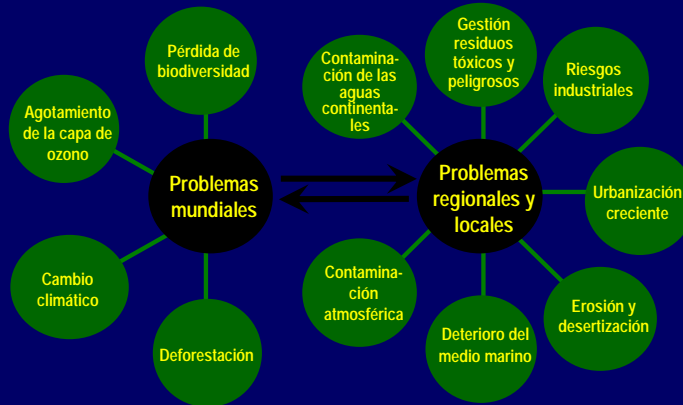 Pérdida de
biodiversidad
Agotamiento
de la capa de
ozono
Problemas
mundiales
Cambio
climático
Deforestación
Contamina-
ción de las
aguas
continenta-
les
Gestión
residuos
tóxicos y
peligrosos
Riesgos
industriales
Problemas
regionales y
locales
Urbanización
creciente
Contamina-
ción
atmosférica
Deterioro del
medio marino
Erosión y
desertización